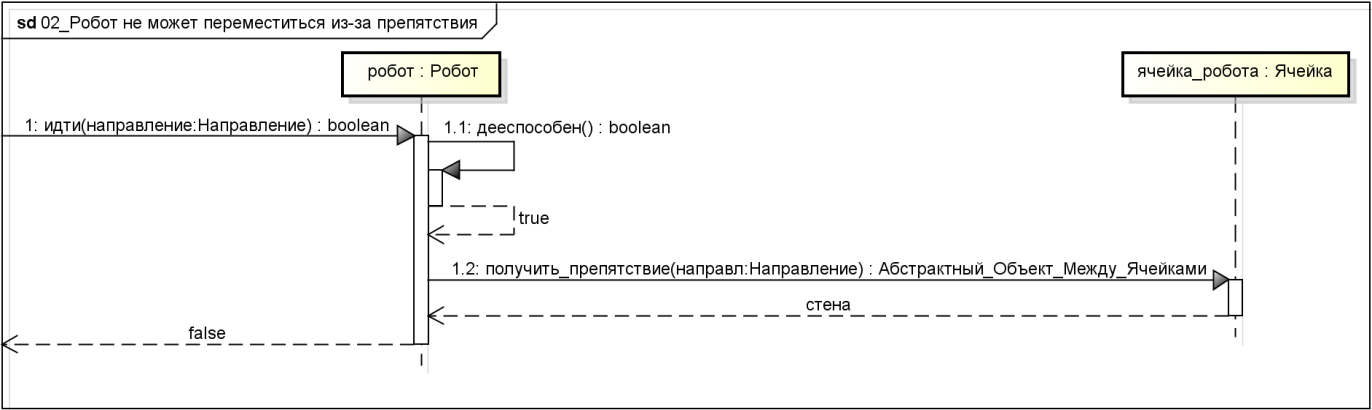 sd 02_Робот не может переместиться из-за препятствия
робот : Робот
ячейка_робота : Ячейка
1: идти(направление:Направление) : boolean
1.1: дееспособен() : boolean
true
1.2: получить_препятствие(направл:Направление) : Абстрактный_Объект_Между_Ячейками
стена
false